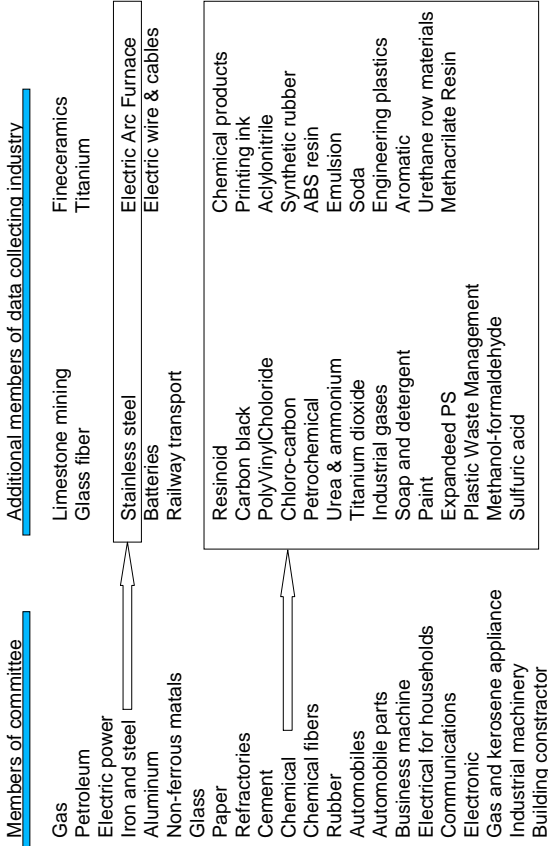 Members of committee
Gas
Petroleum
Electric power
Iron and steel
Aluminum
Non-ferrous matals
Glass
Paper
Refractories
Cement
Chemical
Chemical fibers
Rubber
Automobiles
Automobile parts
Business machine
Electrical for households
Communications
Electronic
Gas and kerosene appliance
Industrial machinery
Building constractor
Additional members of data collecting industry
Limestone mining
Glass fiber
Stainless steel
Batteries
Railway transport
Resinoid
Carbon black
PolyVinylCholoride
Chloro-carbon
Petrochemical
Urea & ammonium
Titanium dioxide
Industrial gases
Soap and detergent
Paint
Expandeed PS
Plastic Waste Management
Methanol-formaldehyde
Sulfuric acid
Fineceramics
Titanium
Electric Arc Furnace
Electric wire & cables
Chemical products
Printing ink
Aclylonitrile
Synthetic rubber
ABS resin
Emulsion
Soda
Engineering plastics
Aromatic
Urethane row materials
Methacrilate Resin